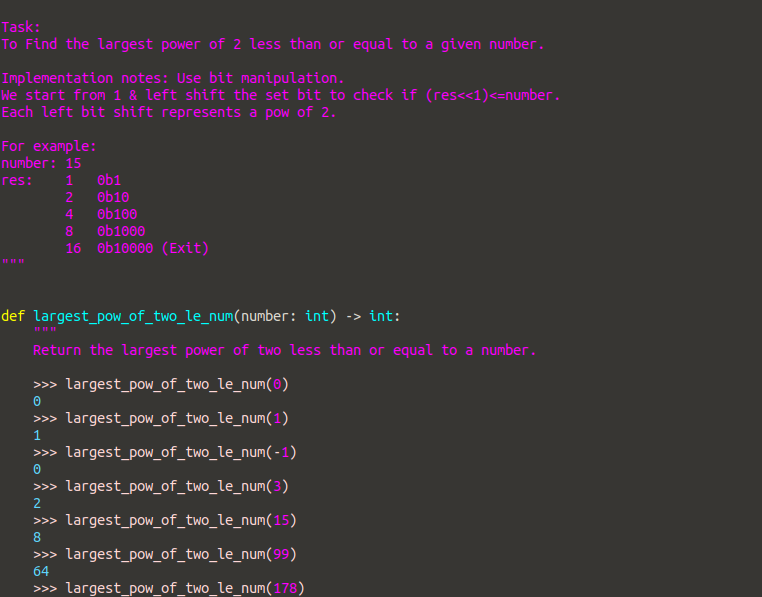 Task:
To Find the largest power of 2 less than or equal to a given number.

Implementation notes: Use bit manipulation.
We start from 1 & left shift the set bit to check if (res<<1)<=number.
Each left bit shift represents a pow of 2.

For example:
number: 15
res:    1   0b1
        2   0b10
        4   0b100
        8   0b1000
        16  0b10000 (Exit)
"""


def largest_pow_of_two_le_num(number: int) -> int:
    """
    Return the largest power of two less than or equal to a number.

    >>> largest_pow_of_two_le_num(0)
    0
    >>> largest_pow_of_two_le_num(1)
    1
    >>> largest_pow_of_two_le_num(-1)
    0
    >>> largest_pow_of_two_le_num(3)
    2
    >>> largest_pow_of_two_le_num(15)
    8
    >>> largest_pow_of_two_le_num(99)
    64
    >>> largest_pow_of_two_le_num(178)